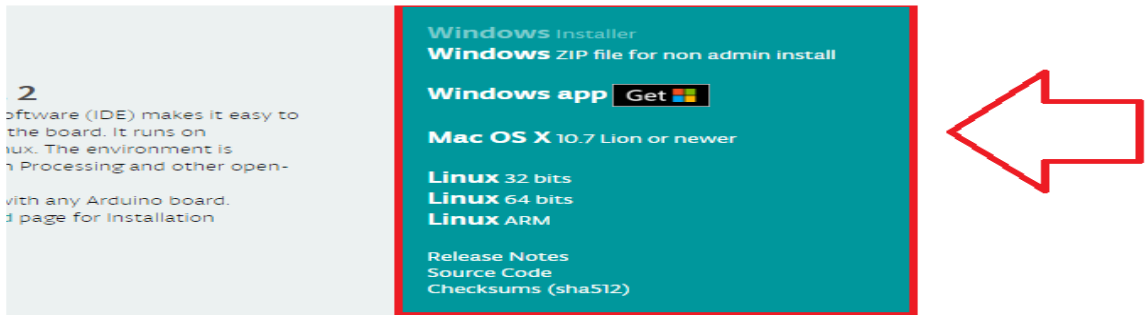 2
oftware (IDE) makes it easy to
the board. It runs on
nux. The environment is
n Processing and other open-
with any Arduino board.
d page for Installation
Windows Installer
Windows ZIP file for non admin install
Windows app Get
Mac OS X 10.7 Lion or newer
Linux 32 bits
Linux 64 bits
Linux ARM
Release Notes
Source Code
Checksums (sha512)